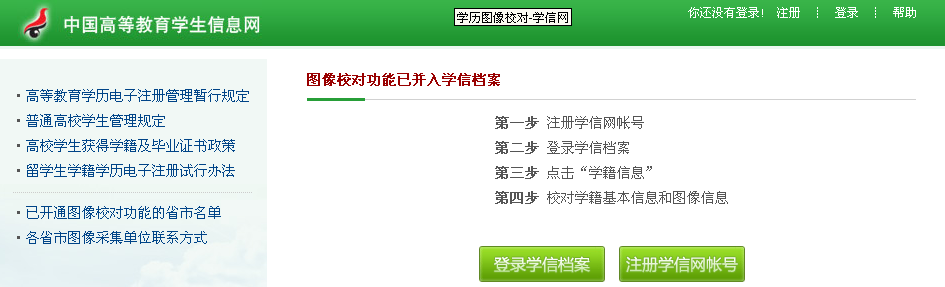 中国高等教育学生信息网
学历图像校对-学信网
你还没有登录! 注册 ┊ 登录 ┊ 帮助
· 高等教育学历电子注册管理暂行规定
· 普通高校学生管理规定
· 高校学生获得学籍及毕业证书政策
· 留学生学籍学历电子注册试行办法
· 已开通图像校对功能的省市名单
· 各省市图像采集单位联系方式
图像校对功能已并入学信档案
第一步 注册学信网帐号
第二步 登录学信档案
第三步 点击“学籍信息”
第四步 校对学籍基本信息和图像信息
登录学信档案 注册学信网帐号